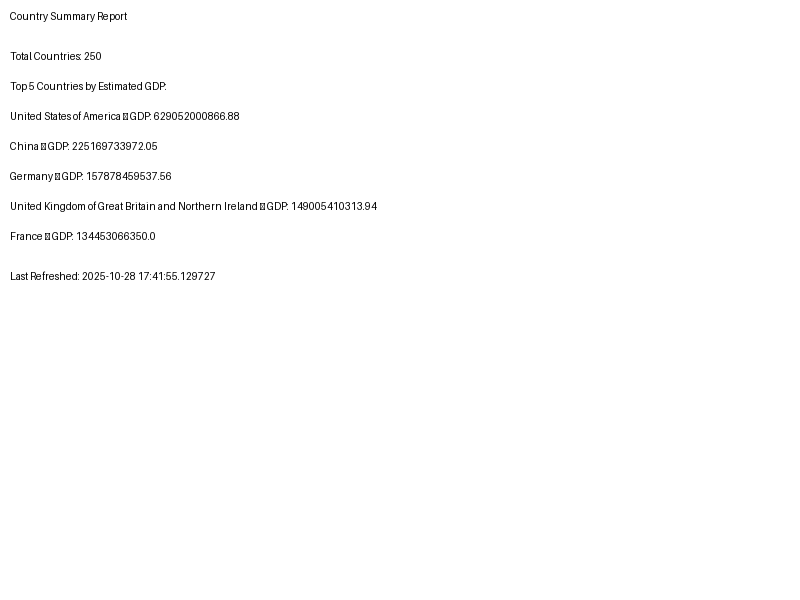 Country Summary Report
Total Countries: 250
Top 5 Countries by Estimated GDP:
United States of America □ GDP: 629052000866.88
China □ GDP: 225169733972.05
Germany □ GDP: 157878459537.56
United Kingdom of Great Britain and Northern Ireland □ GDP: 149005410313.94
France □ GDP: 134453066350.0
Last Refreshed: 2025-10-28 17:41:55.129727